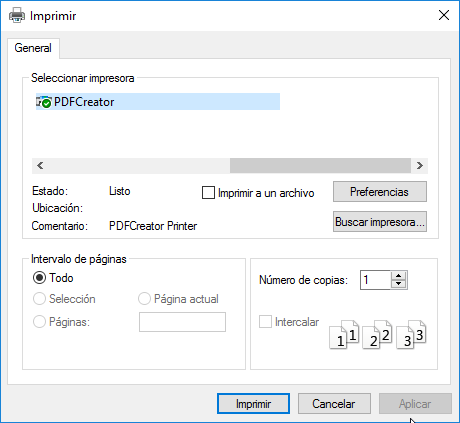 Imprimir
General
Seleccionar impresora
PDFCreator
Estado: Listo
Imprimir a un archivo
Preferencias
Ubicación:
Comentario: PDFCreator Printer
Buscar impresora...
Intervalo de páginas
Todo
Selección
Página actual
Páginas:
Número de copias: 1
Intercalar
1 1 2 2 3 3
Imprimir Cancelar Aplicar